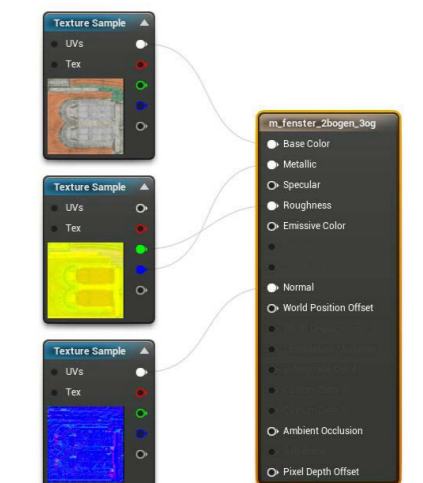 Texture Sample
UVs
Tex
Texture Sample
UVs
Tex
Texture Sample
UVs
Tex
m_fenster_2bogen_3og
Base Color
Metallic
Specular
Roughness
Emissive Color
Normal
World Position Offset
Ambient Occlusion
Pixel Depth Offset